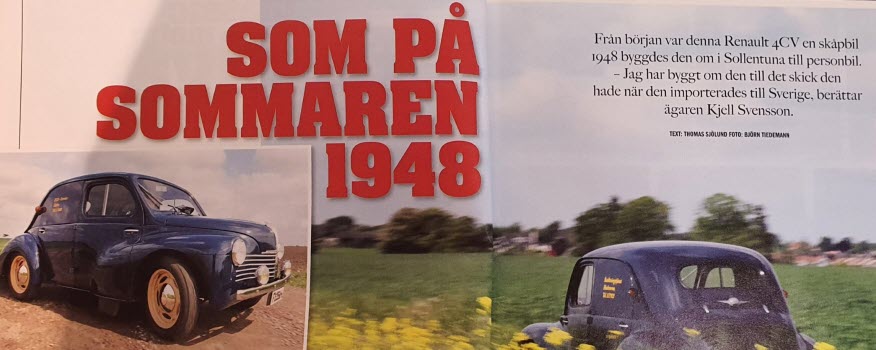 SOM PÅ
SOMMAREN
1948
Från början var denna Renault 4CV en skåpbil
1948 byggdes den om i Sollentuna till personbil.
– Jag har byggt om den till det skick den
hade när den importerades till Sverige, berättar
ägaren Kjell Svensson.
TEXT: THOMAS SJÖLUND FOTO: BJÖRN TIEDEMANN